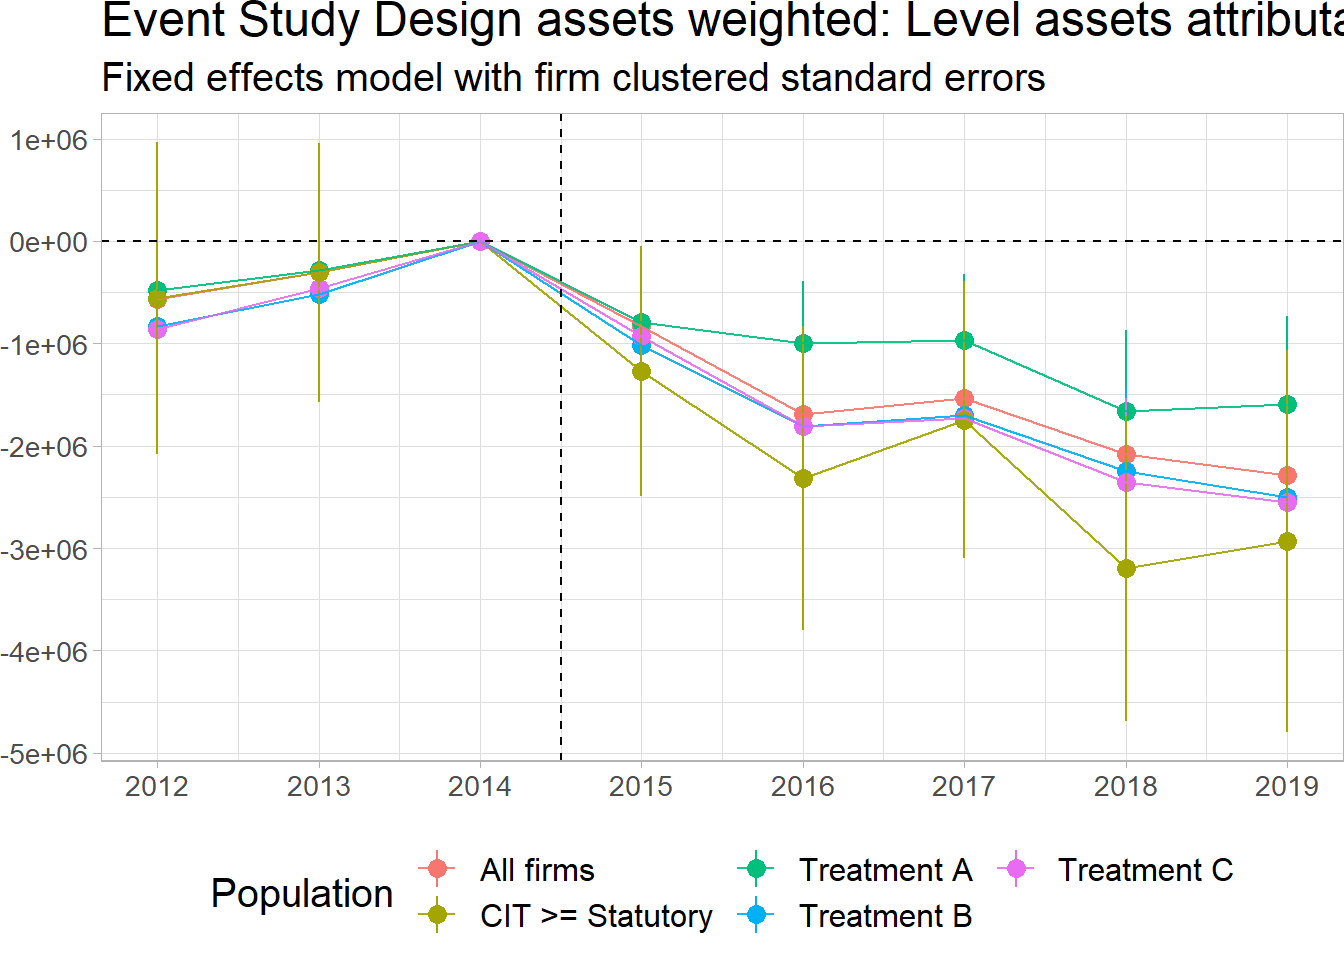 Event Study Design assets weighted: Level assets
Fixed effects model with firm clustered standard errors
1e+06
0e+00
-1e+06
-2e+06
-3e+06
-4e+06
-5e+06
2012 2013 2014 2015 2016 2017 2018 2019
Population
All firms
CIT >= Statutory
Treatment A
Treatment B
Treatment C